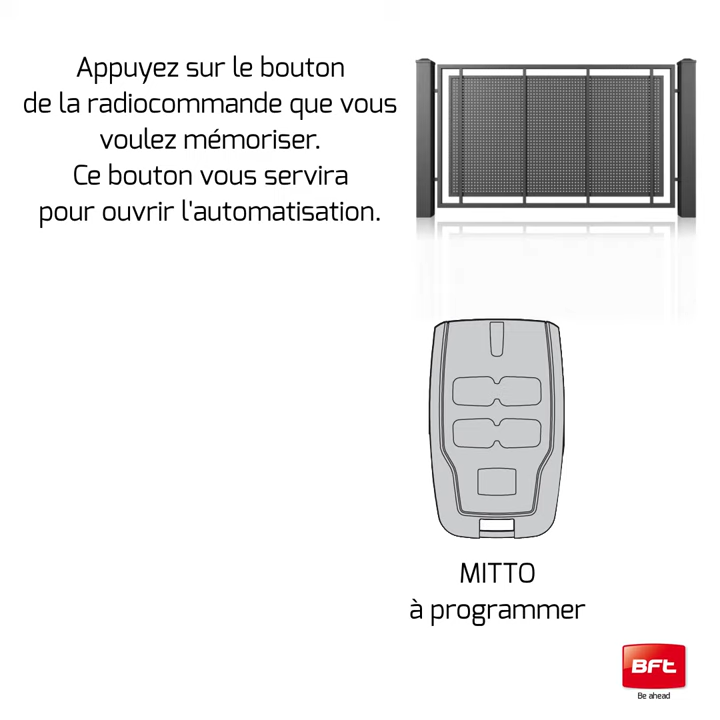 Appuyez sur le bouton
de la radiocommande que vous
voulez mémoriser.
Ce bouton vous servira
pour ouvrir l'automatisation.
MITTO
à programmer
BFt
Be ahead